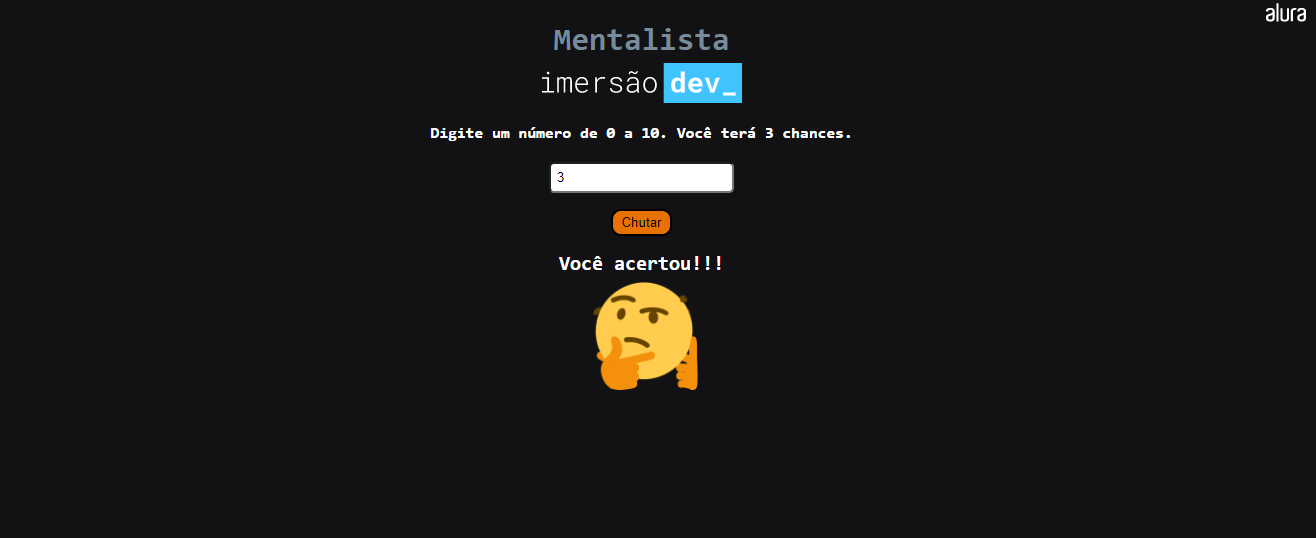 alura
Mentalista
imersão dev_
Digite um número de 0 a 10. Você terá 3 chances.
3
Chutar
Você acertou!!!